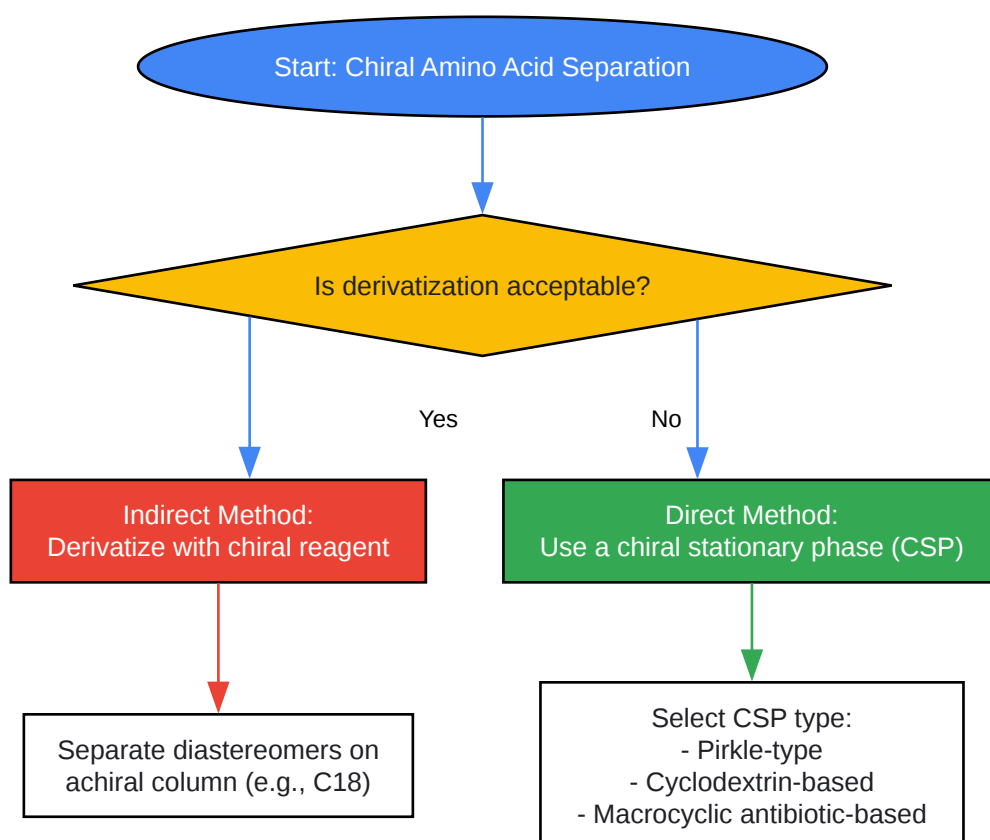 Start: Chiral Amino Acid Separation
Is derivatization acceptable?
Yes
No
Indirect Method:
Derivatize with chiral reagent
Direct Method:
Use a chiral stationary phase (CSP)
Separate diastereomers on
achiral column (e.g., C18)
Select CSP type:
- Pirkle-type
- Cyclodextrin-based
- Macrocyclic antibiotic-based